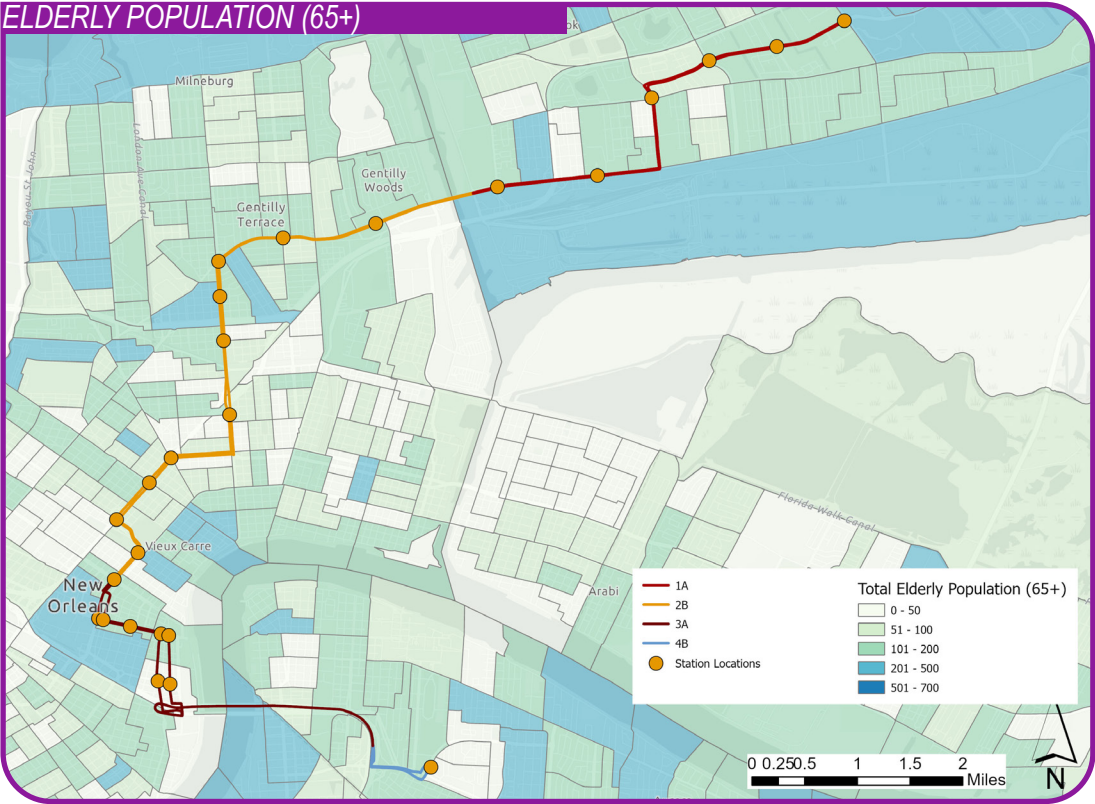 ELDERLY POPULATION (65+)
ok
Milneburg
London Ave Canal
Bayou St John
Gentilly
Woods
Gentilly
Terrace
Florida Walk Canal
Vieux Carre
New
Orleans
Arabi
1A
2B
3A
4B
Station Locations
Total Elderly Population (65+)
0 - 50
51 - 100
101 - 200
201 - 500
501 - 700
0 0.25 0.5 1 1.5 2
Miles
N